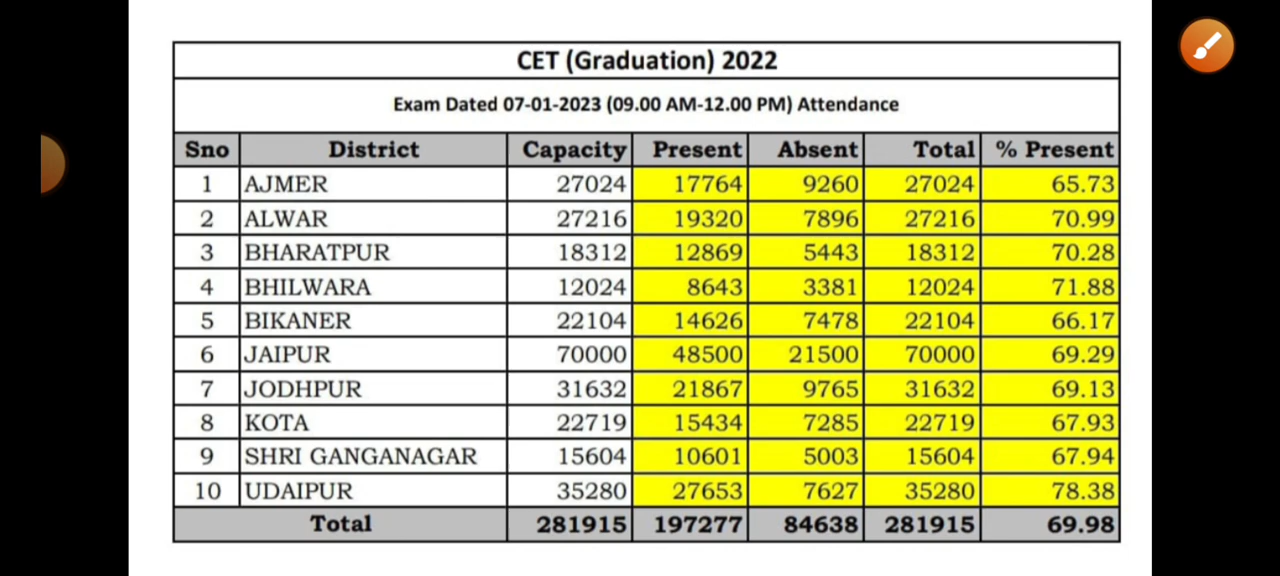 CET (Graduation) 2022
Exam Dated 07-01-2023 (09.00 AM-12.00 PM) Attendance
Sno District Capacity Present Absent Total % Present
1 AJMER 27024 17764 9260 27024 65.73
2 ALWAR 27216 19320 7896 27216 70.99
3 BHARATPUR 18312 12869 5443 18312 70.28
4 BHILWARA 12024 8643 3381 12024 71.88
5 BIKANER 22104 14626 7478 22104 66.17
6 JAIPUR 70000 48500 21500 70000 69.29
7 JODHPUR 31632 21867 9765 31632 69.13
8 KOTA 22719 15434 7285 22719 67.93
9 SHRI GANGANAGAR 15604 10601 5003 15604 67.94
10 UDAIPUR 35280 27653 7627 35280 78.38
Total 281915 197277 84638 281915 69.98